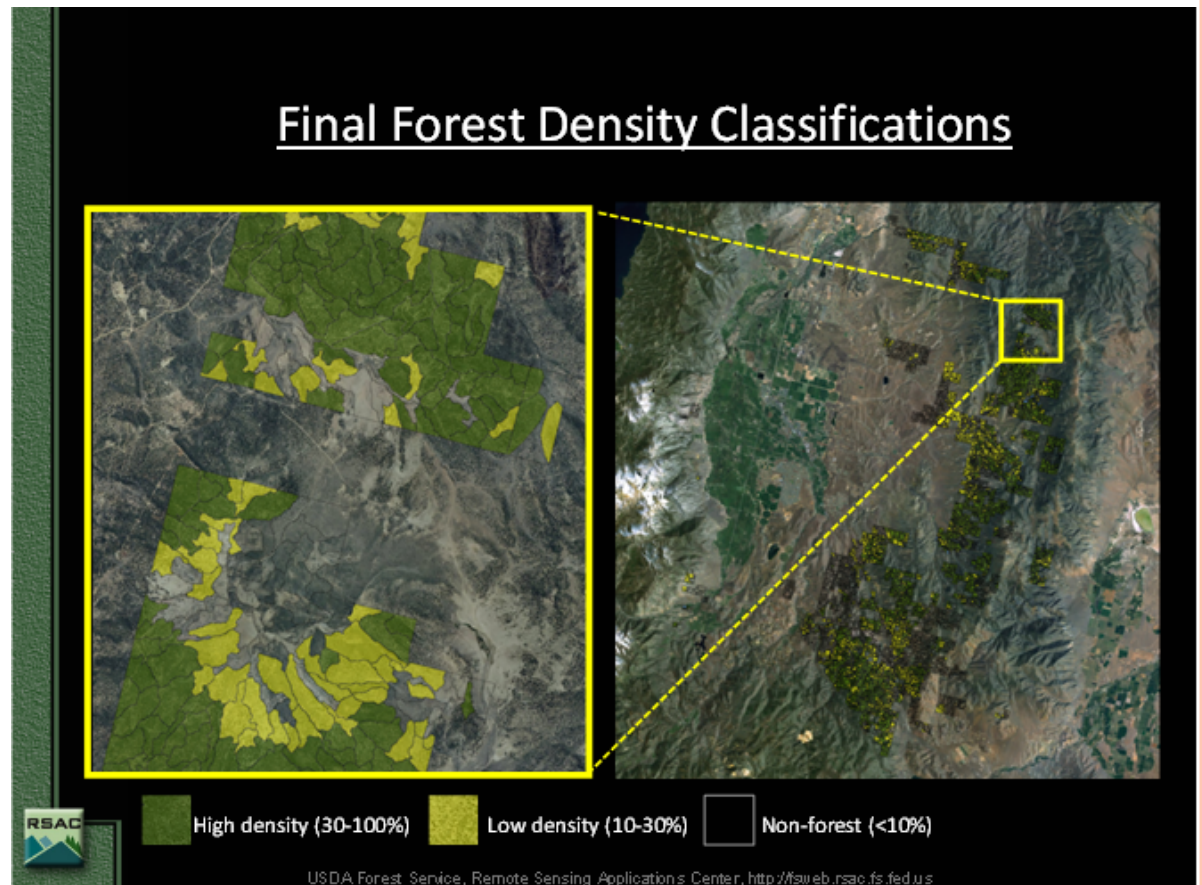 Final Forest Density Classifications
High density (30-100%)
Low density (10-30%)
Non-forest (<10%)
RSAC
USDA Forest Service, Remote Sensing Applications Center, http://fsweb.rsac.fs.fed.us